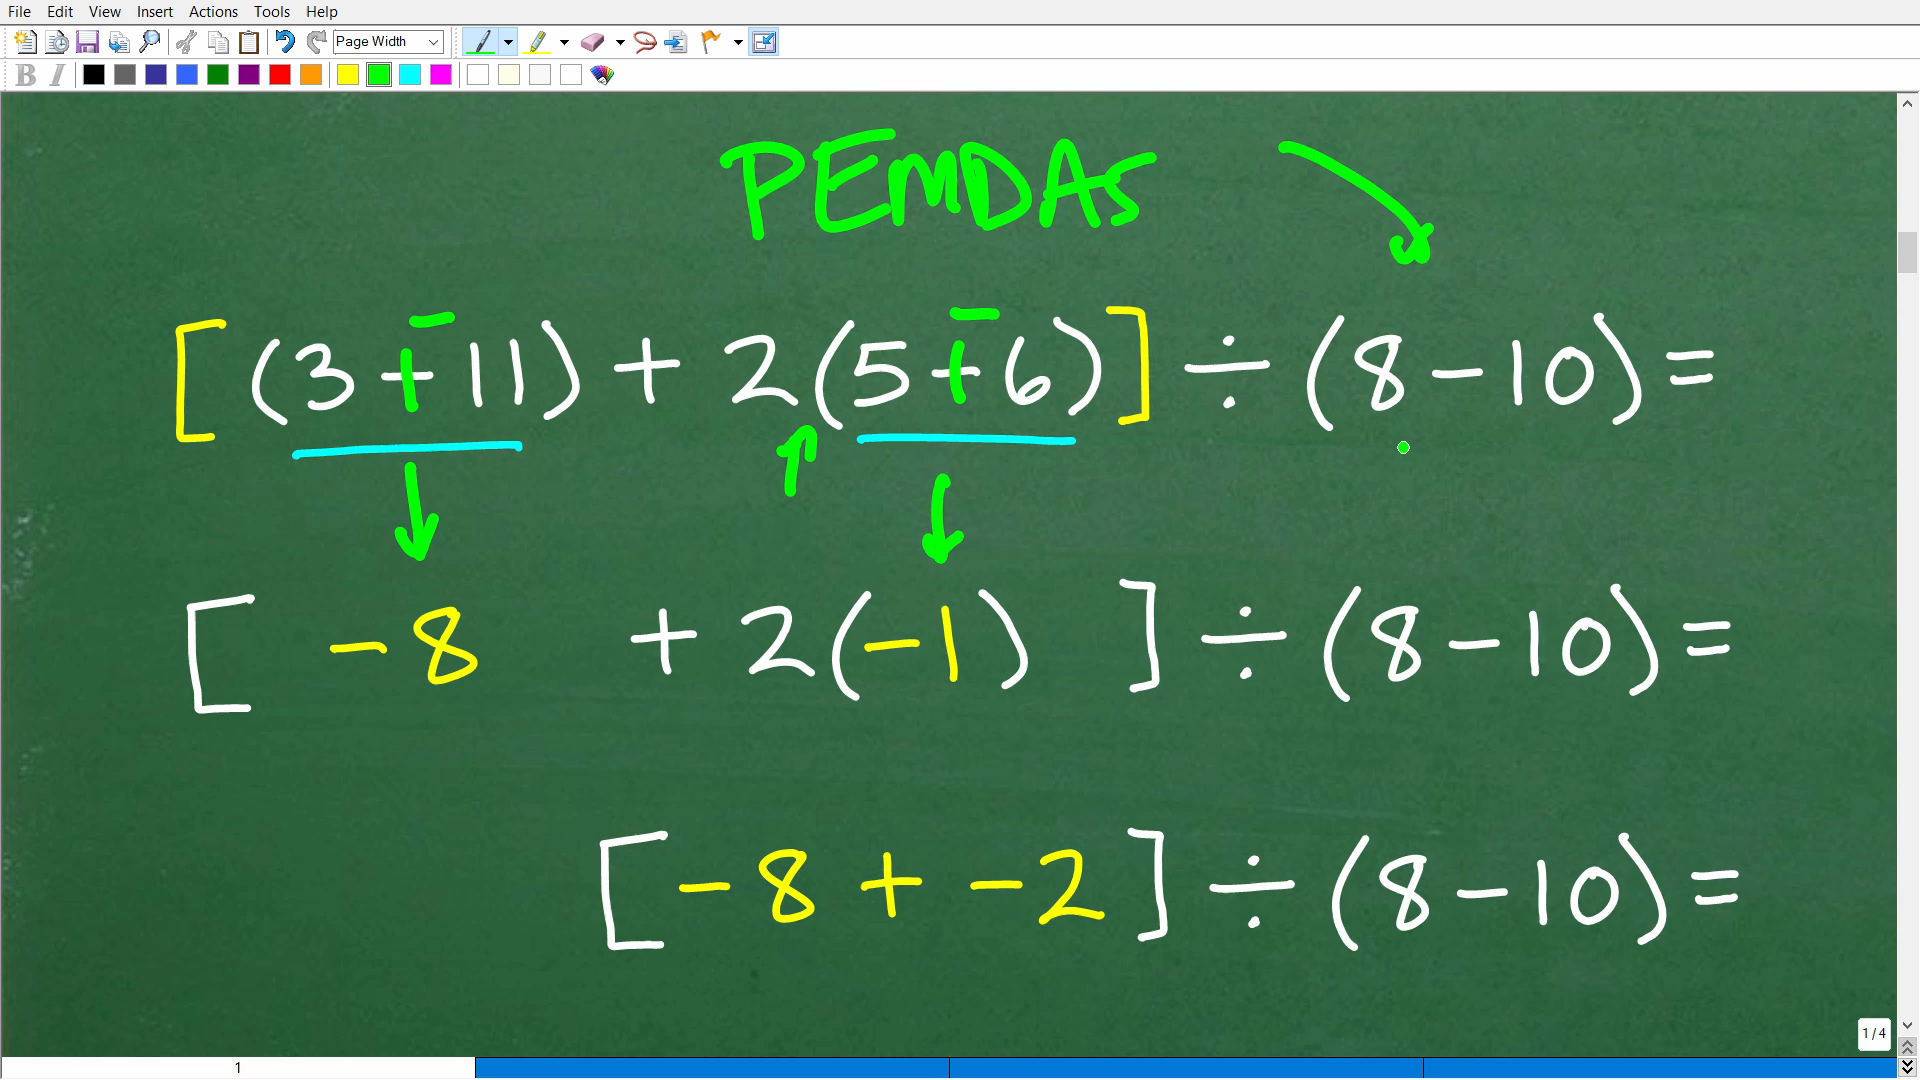 File Edit View Insert Actions Tools Help
Page Width
B I
PEMDAS
[(3 + ⁻11) + 2(5 + ⁻6)] ÷ (8 - 10) =
[ -8 + 2(-1) ] ÷ (8 - 10) =
[-8 + -2] ÷ (8 - 10) =
1 / 4
1